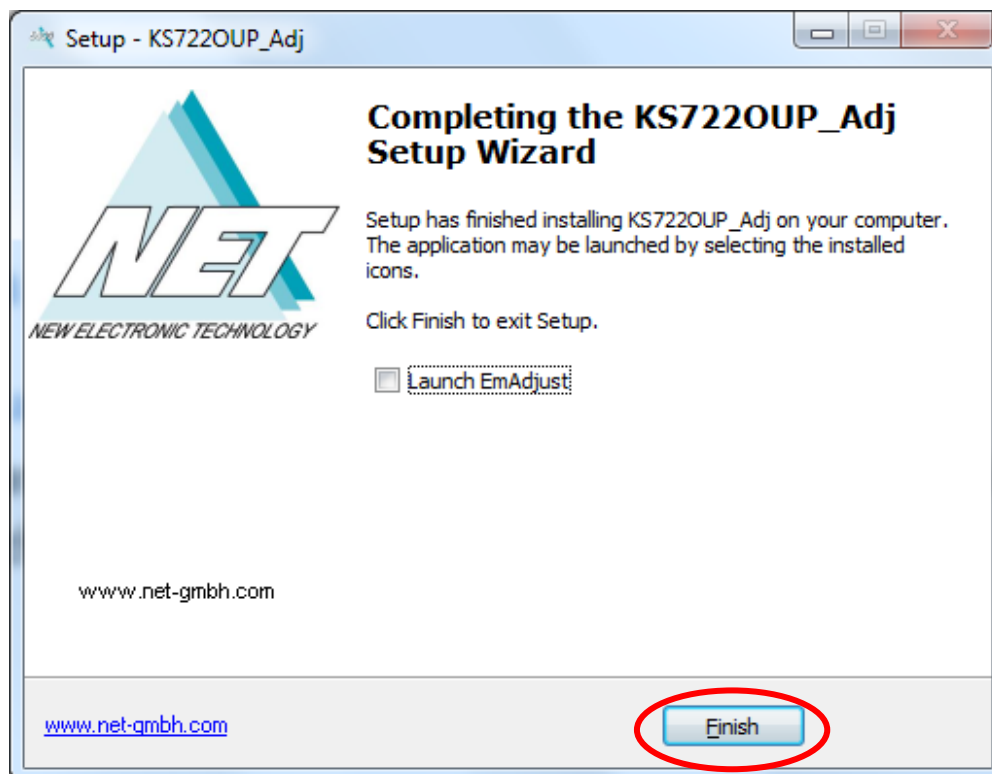 Setup - KS722OUP_Adj
Completing the KS722OUP_Adj
Setup Wizard
Setup has finished installing KS722OUP_Adj on your computer.
The application may be launched by selecting the installed
icons.
Click Finish to exit Setup.
Launch EmAdjust
NET
NEW ELECTRONIC TECHNOLOGY
www.net-gmbh.com
www.net-gmbh.com
Finish